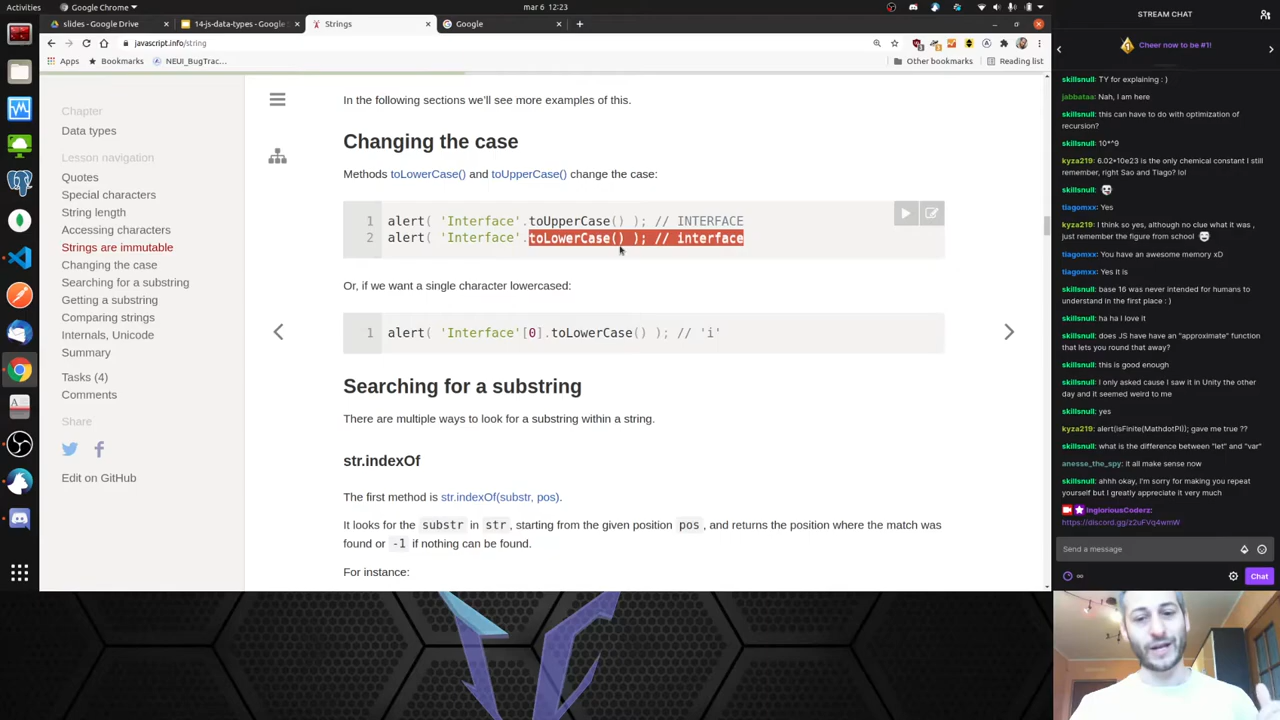 Activities
Google Chrome
mar 6 12:23
slides - Google Drive
14-js-data-types - Google S
Strings
Google
javascript.info/string
Apps
Bookmarks
NEUI_BugTrac...
Other bookmarks
Reading list
Chapter
Data types
Lesson navigation
Quotes
Special characters
String length
Accessing characters
Strings are immutable
Changing the case
Searching for a substring
Getting a substring
Comparing strings
Internals, Unicode
Summary
Tasks (4)
Comments
Share
Edit on GitHub
In the following sections we'll see more examples of this.
Changing the case
Methods toLowerCase() and toUpperCase() change the case:
1 alert( 'Interface'.toUpperCase() ); // INTERFACE
2 alert( 'Interface'.toLowerCase() ); // interface
Or, if we want a single character lowercased:
1 alert( 'Interface'[0].toLowerCase() ); // 'i'
Searching for a substring
There are multiple ways to look for a substring within a string.
str.indexOf
The first method is str.indexOf(substr, pos).
It looks for the substr in str, starting from the given position pos, and returns the position where the match was
found or -1 if nothing can be found.
For instance:
STREAM CHAT
Cheer now to be #1!
skillsnull: TY for explaining : )
jabbataa: Nah, I am here
skillsnull: this can have to do with optimization of
recursion?
skillsnull: 10*^9
kyza219: 6.02*10e23 is the only chemical constant I still
remember, right Sao and Tiago? lol
skillsnull:
tiagomxx: Yes
kyza219: I think so yes, although no clue what it was ,
just remember the figure from school
tiagomxx: You have an awesome memory xD
tiagomxx: Yes it is
skillsnull: base 16 was never intended for humans to
understand in the first place : )
skillsnull: ha ha I love it
skillsnull: does JS have have an "approximate" function
that lets you round that away?
skillsnull: this is good enough
skillsnull: I only asked cause I saw it in Unity the other
day and it seemed weird to me
skillsnull: yes
kyza219: alert(isFinite(MathdotPI)); gave me true ??
skillsnull: what is the difference between "let" and "var"
anesse_the_spy: it all make sense now
skillsnull: ahhh okay, I'm sorry for making you repeat
yourself but I greatly appreciate it very much
IngloriousCoderz:
https://discord.gg/z2uFVq4wmW
Send a message
Chat